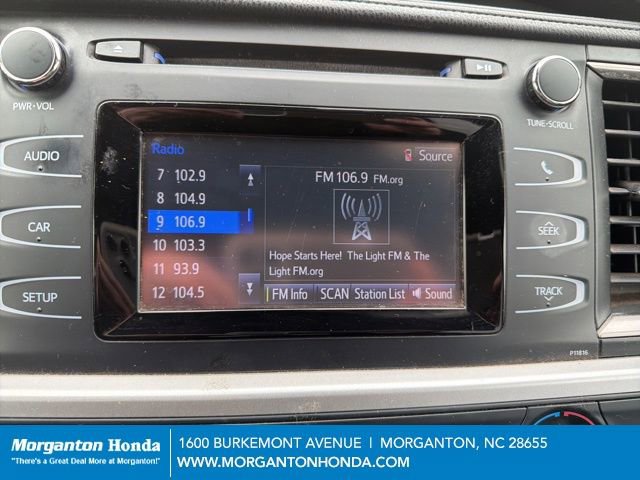 PWR•VOL
TUNE•SCROLL
AUDIO
CAR
SETUP
SEEK
TRACK
Radio
Source
7 102.9
8 104.9
9 106.9
10 103.3
11 93.9
12 104.5
FM 106.9 FM.org
Hope Starts Here! The Light FM & The
Light FM.org
FM Info SCAN Station List Sound
P11816
Morganton Honda
"There's a Great Deal More at Morganton!"
1600 BURKEMONT AVENUE | MORGANTON, NC 28655
WWW.MORGANTONHONDA.COM